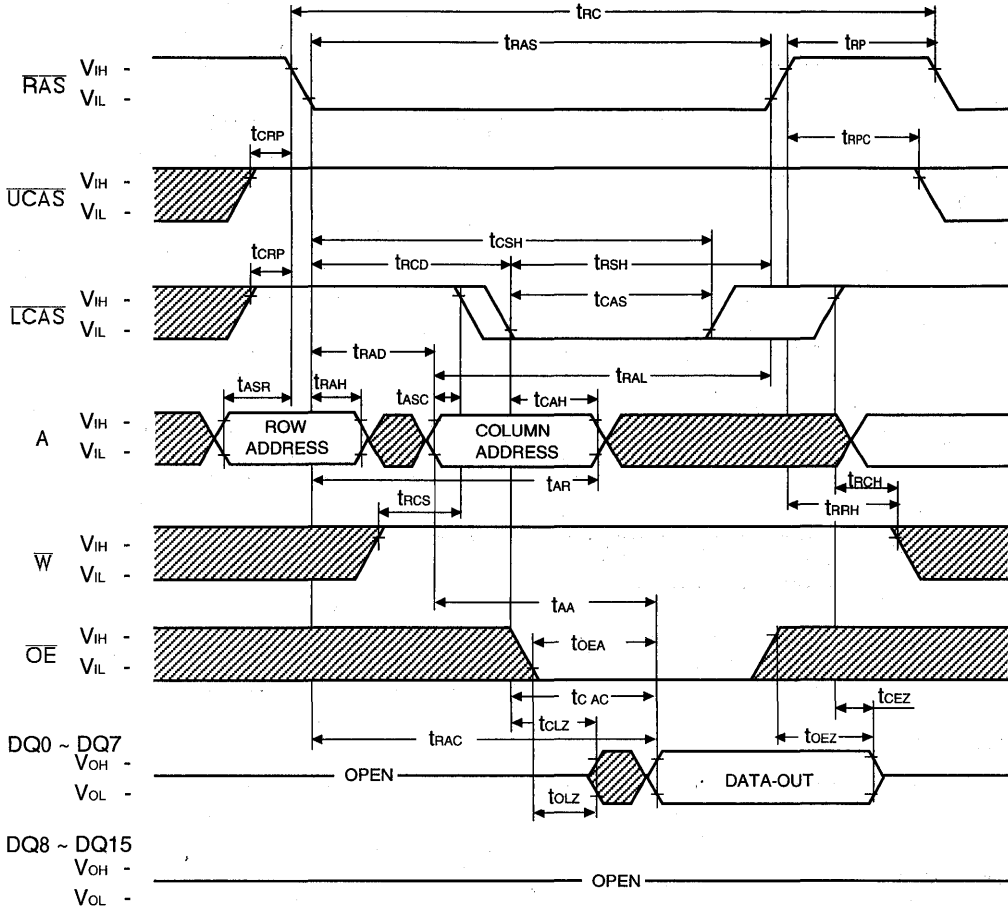 tRC
tRAS
tRP
RAS
VIH -
VIL -
tCRP
tRPC
UCAS
VIH -
VIL -
tCSH
tCRP
tRCD
tRSH
LCAS
VIH -
VIL -
tCAS
tRAD
tRAL
tASR
tRAH
tASC
tCAH
A
VIH -
VIL -
ROW
ADDRESS
COLUMN
ADDRESS
tAR
tRCS
tRCH
tRRH
W
VIH -
VIL -
tAA
OE
VIH -
VIL -
tOEA
tCAC
tCEZ
tCLZ
tOEZ
tRAC
DQ0 ~ DQ7
VOH -
VOL -
OPEN
DATA-OUT
tOLZ
DQ8 ~ DQ15
VOH -
VOL -
OPEN